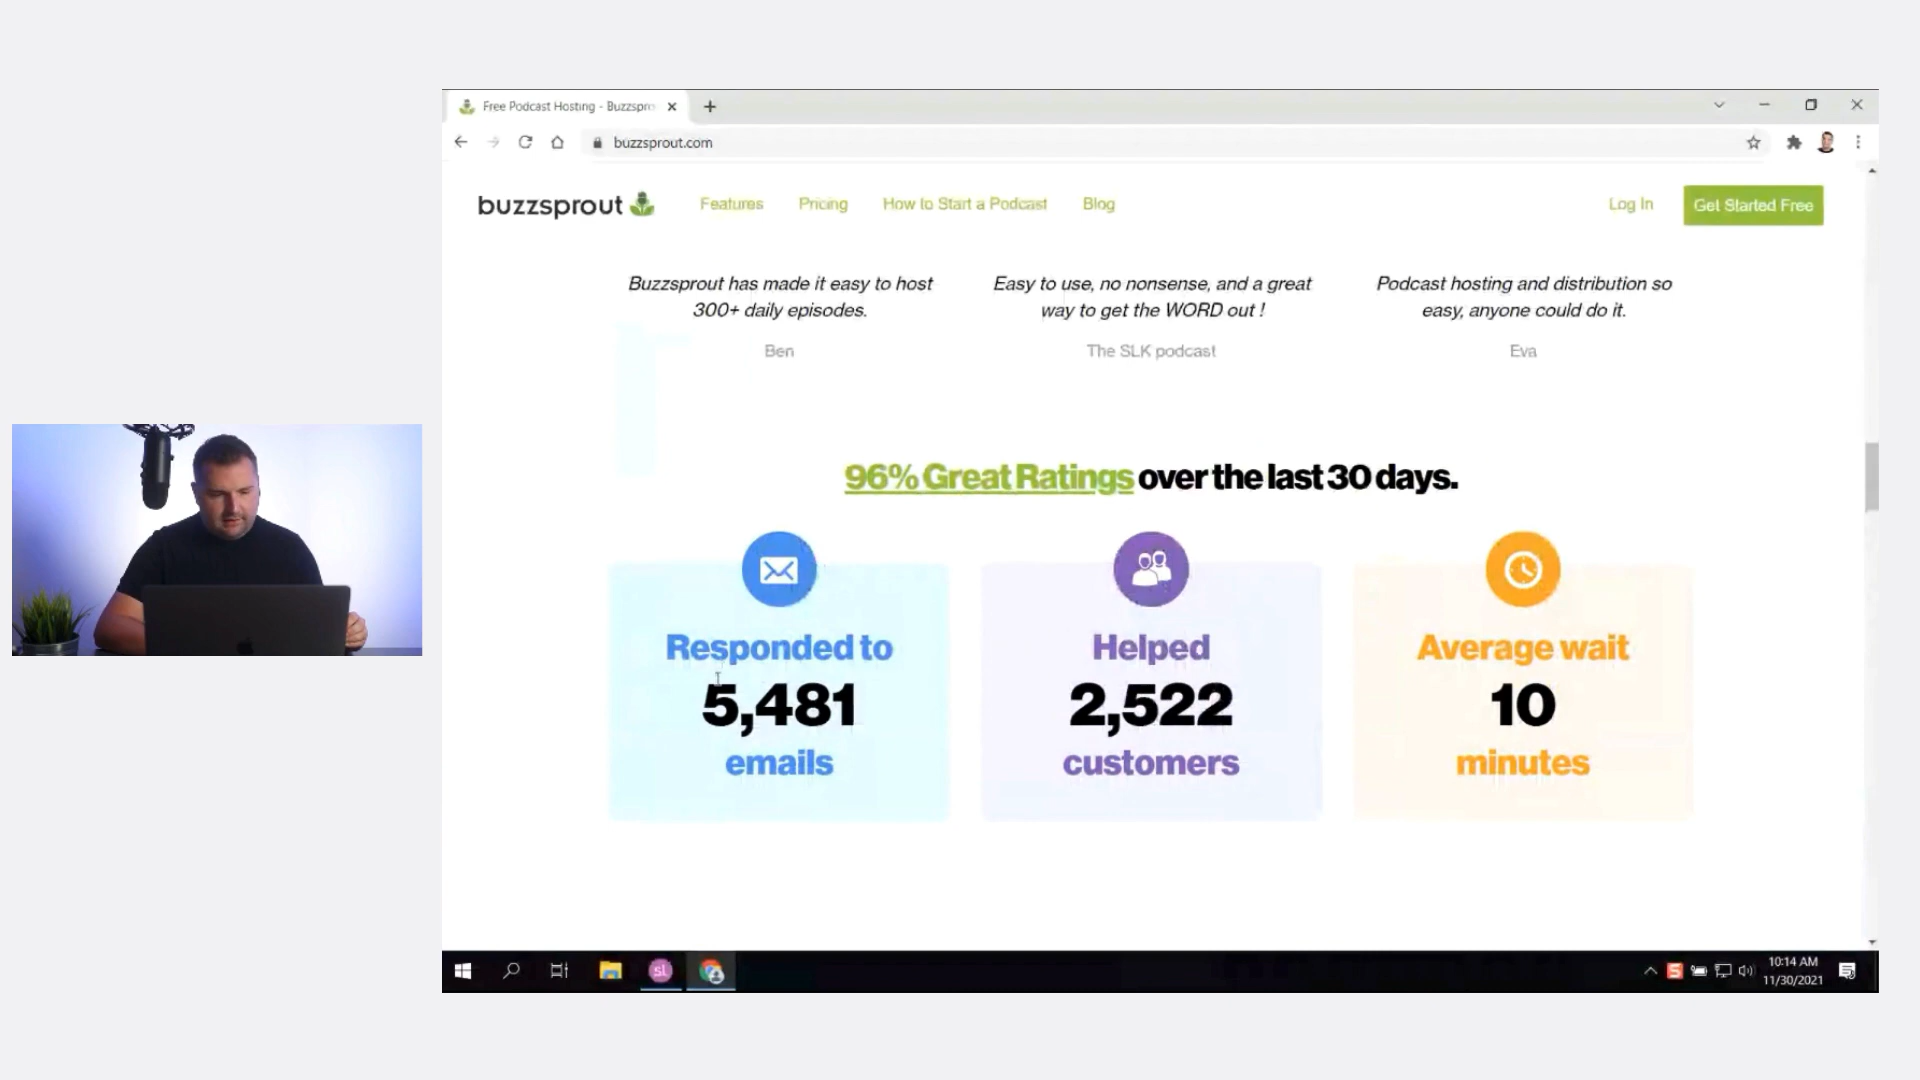 Free Podcast Hosting - Buzzspro
buzzsprout.com
buzzsprout Features Pricing How to Start a Podcast Blog Log In Get Started Free
Buzzsprout has made it easy to host
300+ daily episodes.
Ben
Easy to use, no nonsense, and a great
way to get the WORD out !
The SLK podcast
Podcast hosting and distribution so
easy, anyone could do it.
Eva
96% Great Ratings over the last 30 days.
Responded to
5,481
emails
Helped
2,522
customers
Average wait
10
minutes
sl
S
10:14 AM
11/30/2021